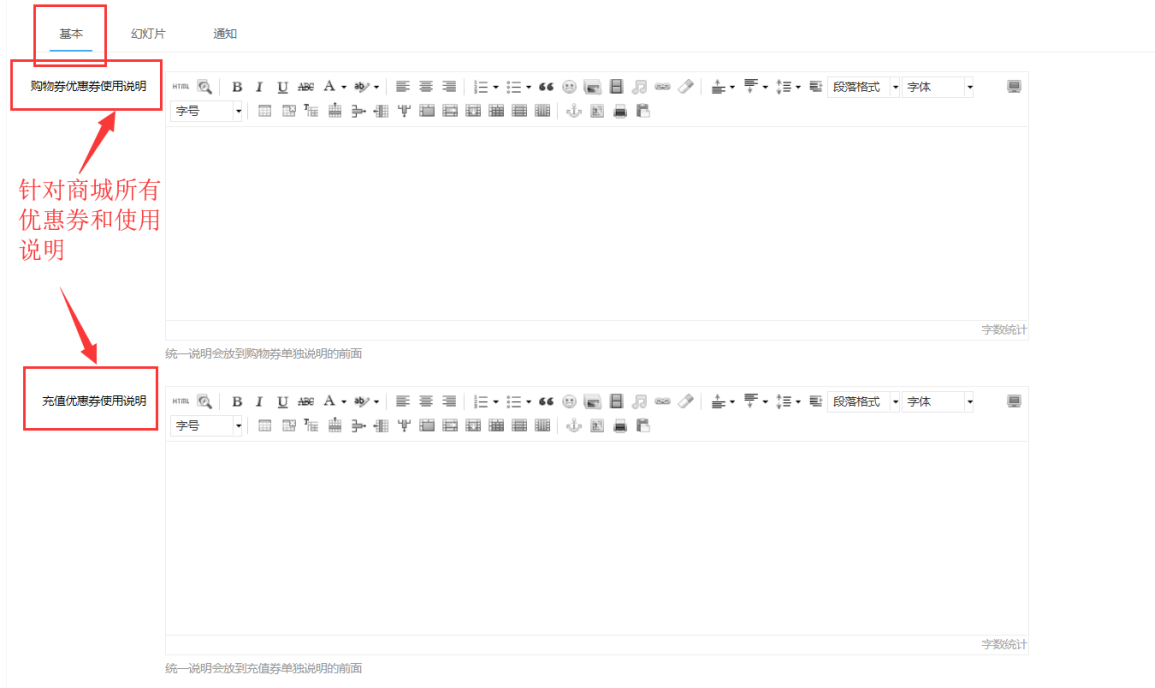 基本 幻灯片 通知
购物券优惠券使用说明 HTML B I U ABC A ab 段落格式 字体
字号
针对商城所有
优惠券和使用
说明
字数统计
统一说明会放到购物券单独说明的前面
充值优惠券使用说明 HTML B I U ABC A ab 段落格式 字体
字号
字数统计
统一说明会放到充值券单独说明的前面